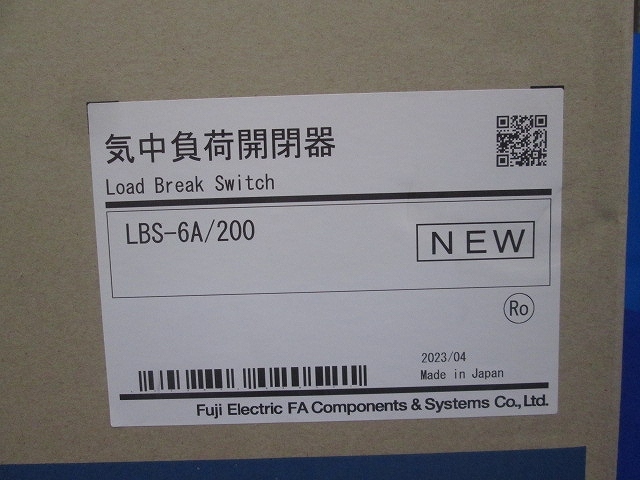 気中負荷開閉器
Load Break Switch
LBS-6A/200
NEW
Ro
2023/04
Made in Japan
Fuji Electric FA Components & Systems Co., Ltd.